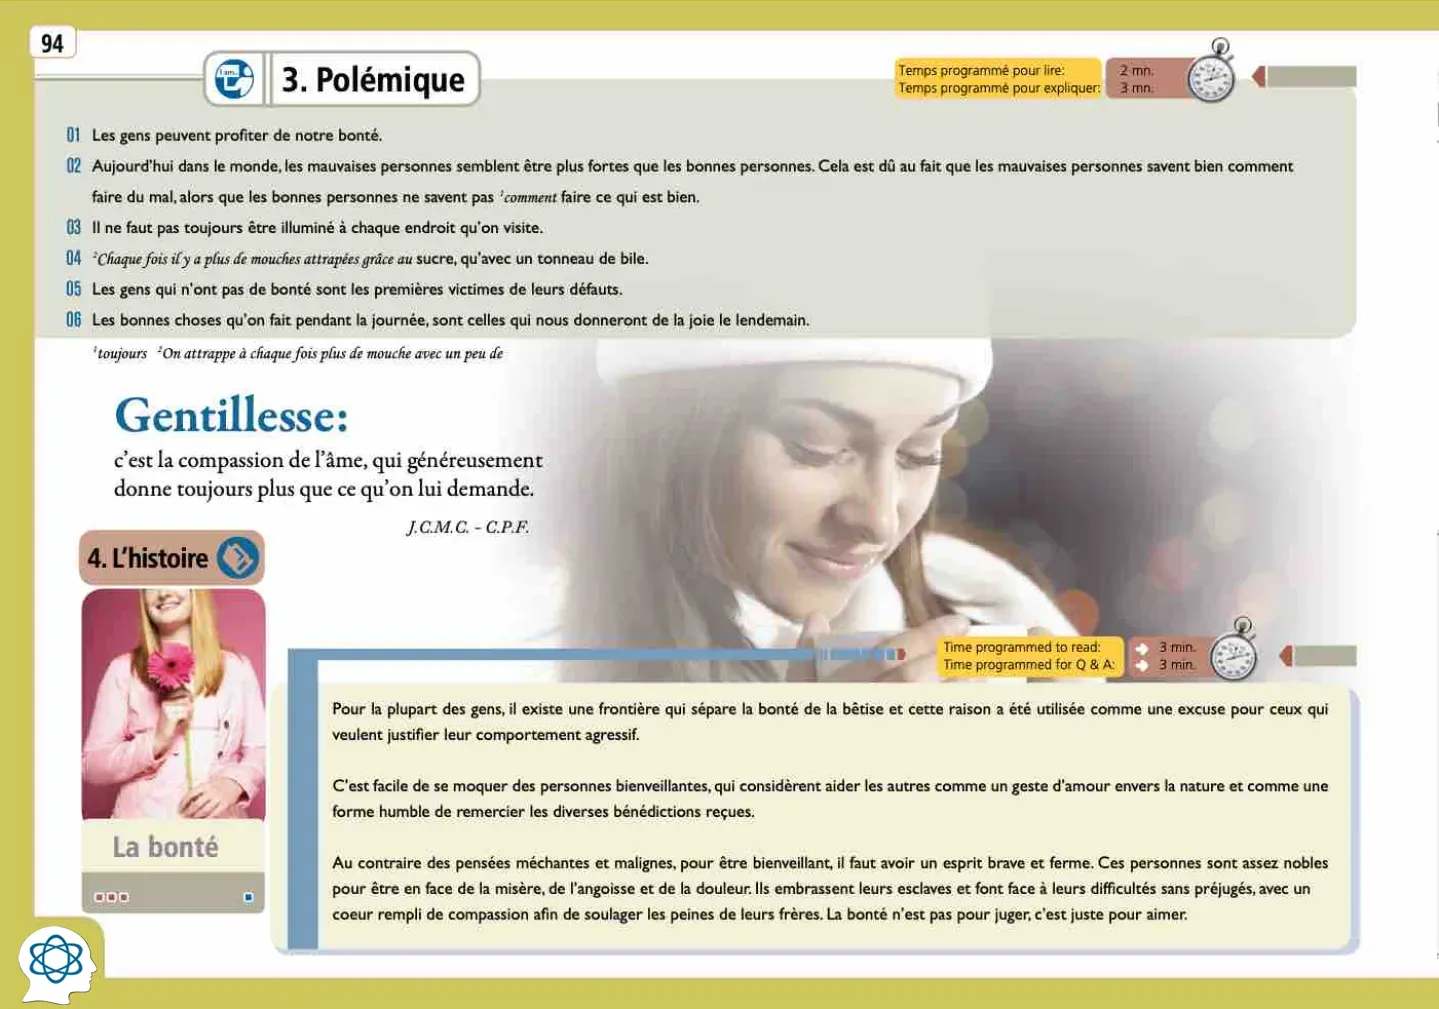 94
3. Polémique
Temps programmé pour lire: 2 mn.
Temps programmé pour expliquer: 3 mn.
01 Les gens peuvent profiter de notre bonté.
02 Aujourd'hui dans le monde, les mauvaises personnes semblent être plus fortes que les bonnes personnes. Cela est dû au fait que les mauvaises personnes savent bien comment
faire du mal, alors que les bonnes personnes ne savent pas ¹comment faire ce qui est bien.
03 Il ne faut pas toujours être illuminé à chaque endroit qu'on visite.
04 ²Chaque fois il y a plus de mouches attrapées grâce au sucre, qu'avec un tonneau de bile.
05 Les gens qui n'ont pas de bonté sont les premières victimes de leurs défauts.
06 Les bonnes choses qu'on fait pendant la journée, sont celles qui nous donneront de la joie le lendemain.
¹toujours ²On attrappe à chaque fois plus de mouche avec un peu de
Gentillesse:
c'est la compassion de l'âme, qui généreusement
donne toujours plus que ce qu'on lui demande.
J.C.M.C. - C.P.F.
4. L'histoire
La bonté
Time programmed to read: 3 min.
Time programmed for Q & A: 3 min.
Pour la plupart des gens, il existe une frontière qui sépare la bonté de la bêtise et cette raison a été utilisée comme une excuse pour ceux qui
veulent justifier leur comportement agressif.
C'est facile de se moquer des personnes bienveillantes, qui considèrent aider les autres comme un geste d'amour envers la nature et comme une
forme humble de remercier les diverses bénédictions reçues.
Au contraire des pensées méchantes et malignes, pour être bienveillant, il faut avoir un esprit brave et ferme. Ces personnes sont assez nobles
pour être en face de la misère, de l'angoisse et de la douleur. Ils embrassent leurs esclaves et font face à leurs difficultés sans préjugés, avec un
coeur rempli de compassion afin de soulager les peines de leurs frères. La bonté n'est pas pour juger, c'est juste pour aimer.